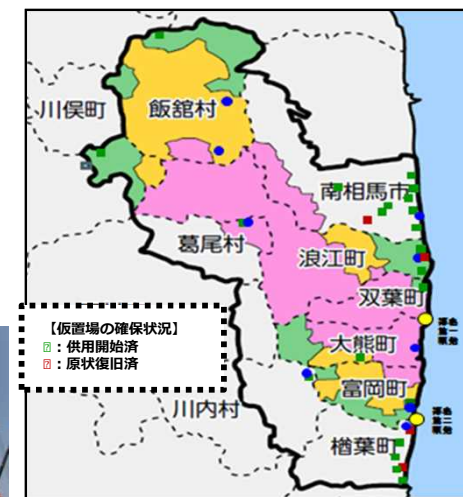 川俣町
飯舘村
南相馬市
葛尾村
浪江町
双葉町
【仮置場の確保状況】
：供用開始済
：原状復旧済
大熊町
富岡町
川内村
楢葉町